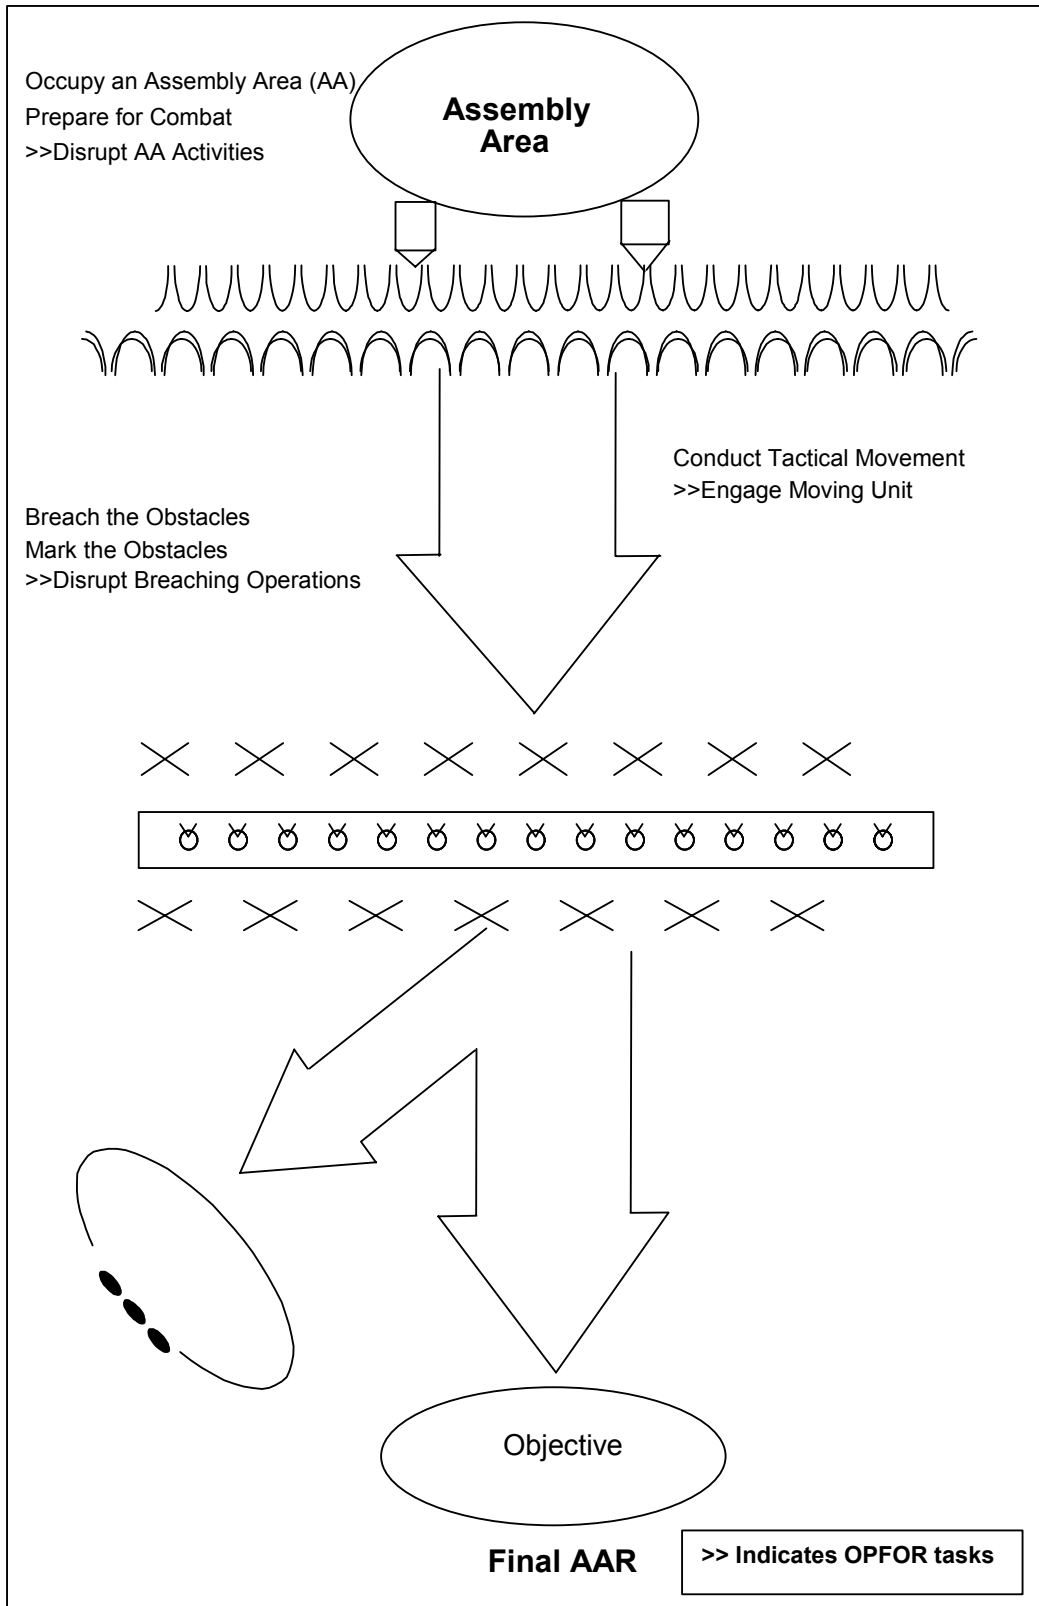 Occupy an Assembly Area (AA)
Prepare for Combat
>>Disrupt AA Activities
Assembly
Area
Conduct Tactical Movement
>>Engage Moving Unit
Breach the Obstacles
Mark the Obstacles
>>Disrupt Breaching Operations
Objective
Final AAR
>> Indicates OPFOR tasks